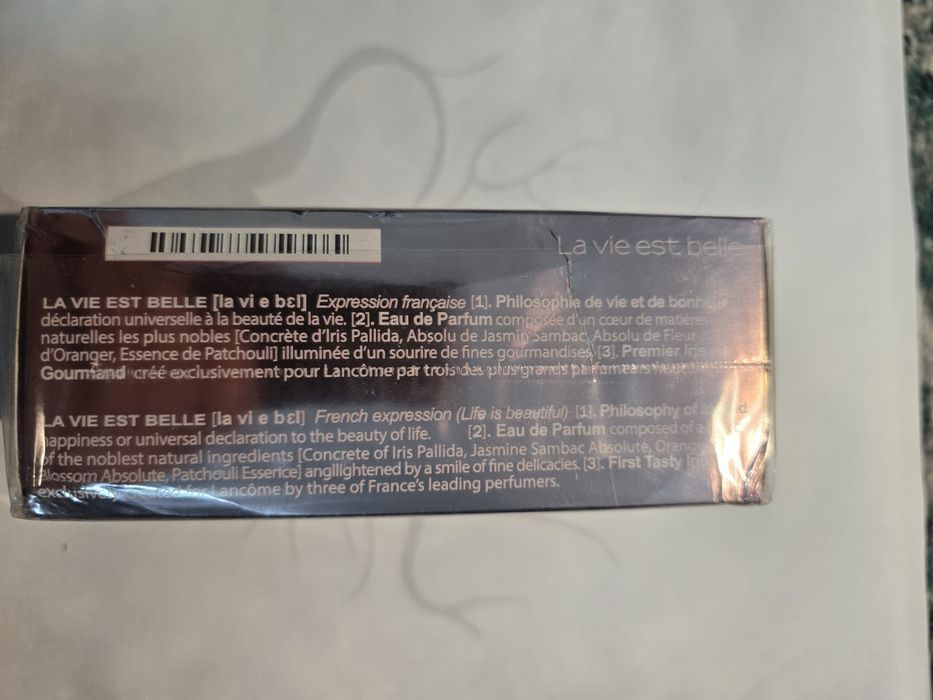 La vie est belle
LA VIE EST BELLE [la vi e bɛl] Expression française [1]. Philosophie de vie et de bonheur ou
déclaration universelle à la beauté de la vie. [2]. Eau de Parfum composée d'un cœur de matières
naturelles les plus nobles [Concrète d'Iris Pallida, Absolu de Jasmin Sambac, Absolu de Fleur
d'Oranger, Essence de Patchouli] illuminée d'un sourire de fines gourmandises. [3]. Premier Iris
Gourmand créé exclusivement pour Lancôme par trois des plus grands parfumeurs
LA VIE EST BELLE [la vi e bɛl] French expression (Life is beautiful) [1]. Philosophy of
happiness or universal declaration to the beauty of life. [2]. Eau de Parfum composed of a
of the noblest natural ingredients [Concrete of Iris Pallida, Jasmine Sambac Absolute, Orange
Blossom Absolute, Patchouli Essence] angllightened by a smile of fine delicacies. [3]. First Tasty
exclusively for Lancôme by three of France's leading perfumers.